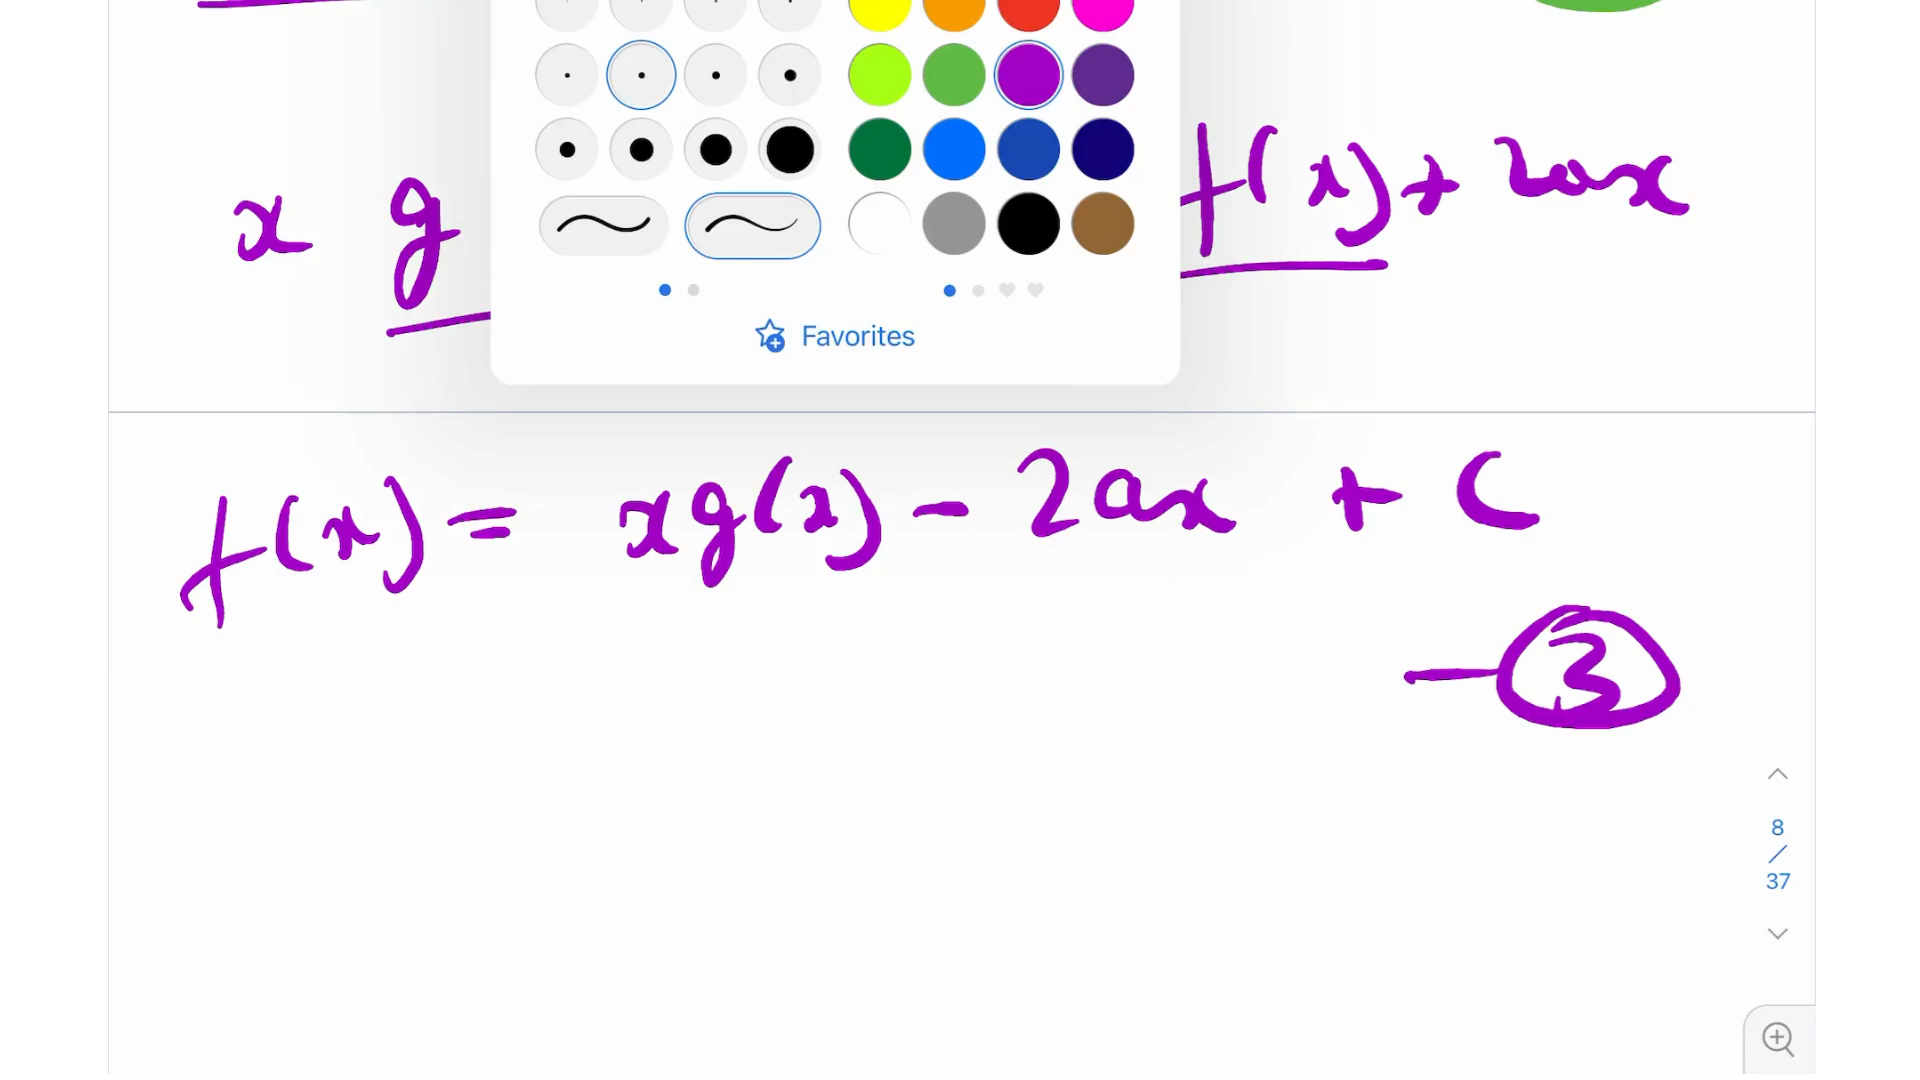 x g f(x) + 2ax
Favorites
f(x) = xg(x) - 2ax + C
- 3
8
/
37